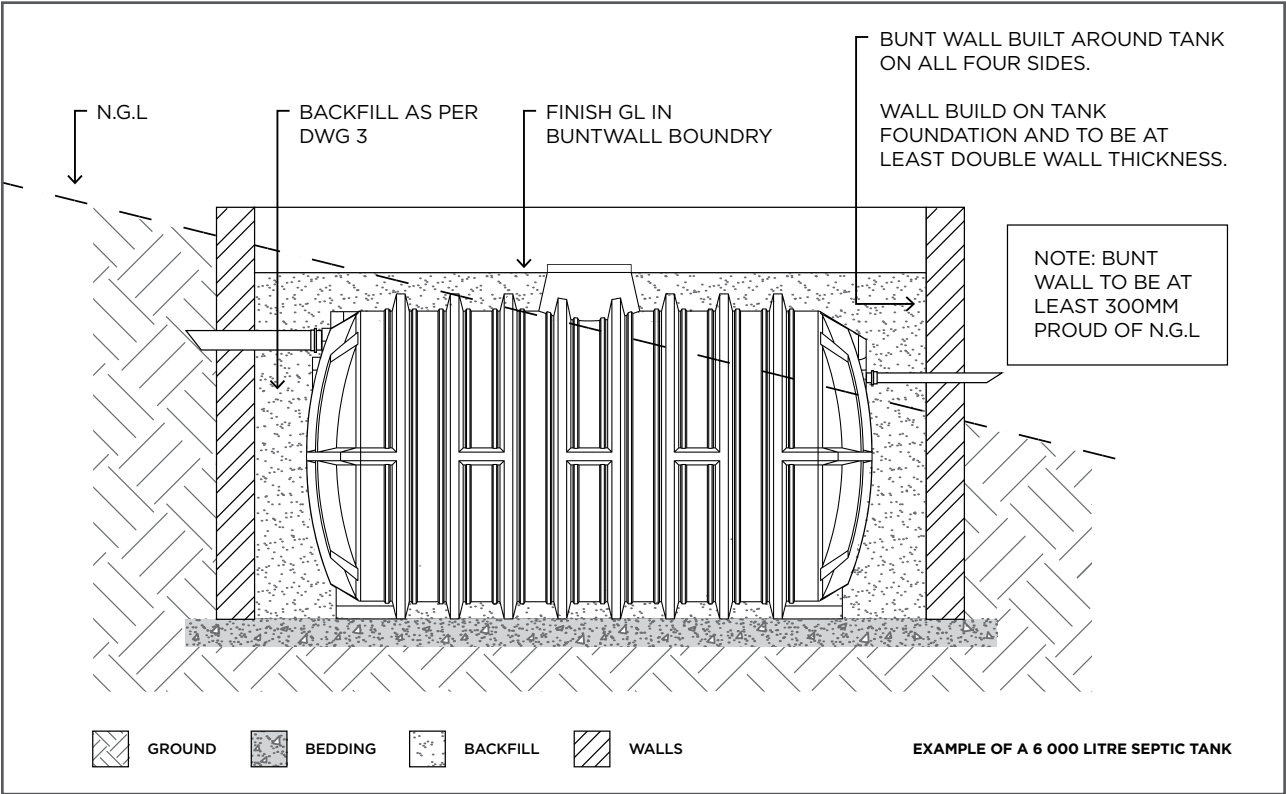 N.G.L
BACKFILL AS PER
DWG 3
FINISH GL IN
BUNTWALL BOUNDRY
BUNT WALL BUILT AROUND TANK
ON ALL FOUR SIDES.
WALL BUILD ON TANK
FOUNDATION AND TO BE AT
LEAST DOUBLE WALL THICKNESS.
NOTE: BUNT
WALL TO BE AT
LEAST 300MM
PROUD OF N.G.L
GROUND
BEDDING
BACKFILL
WALLS
EXAMPLE OF A 6 000 LITRE SEPTIC TANK